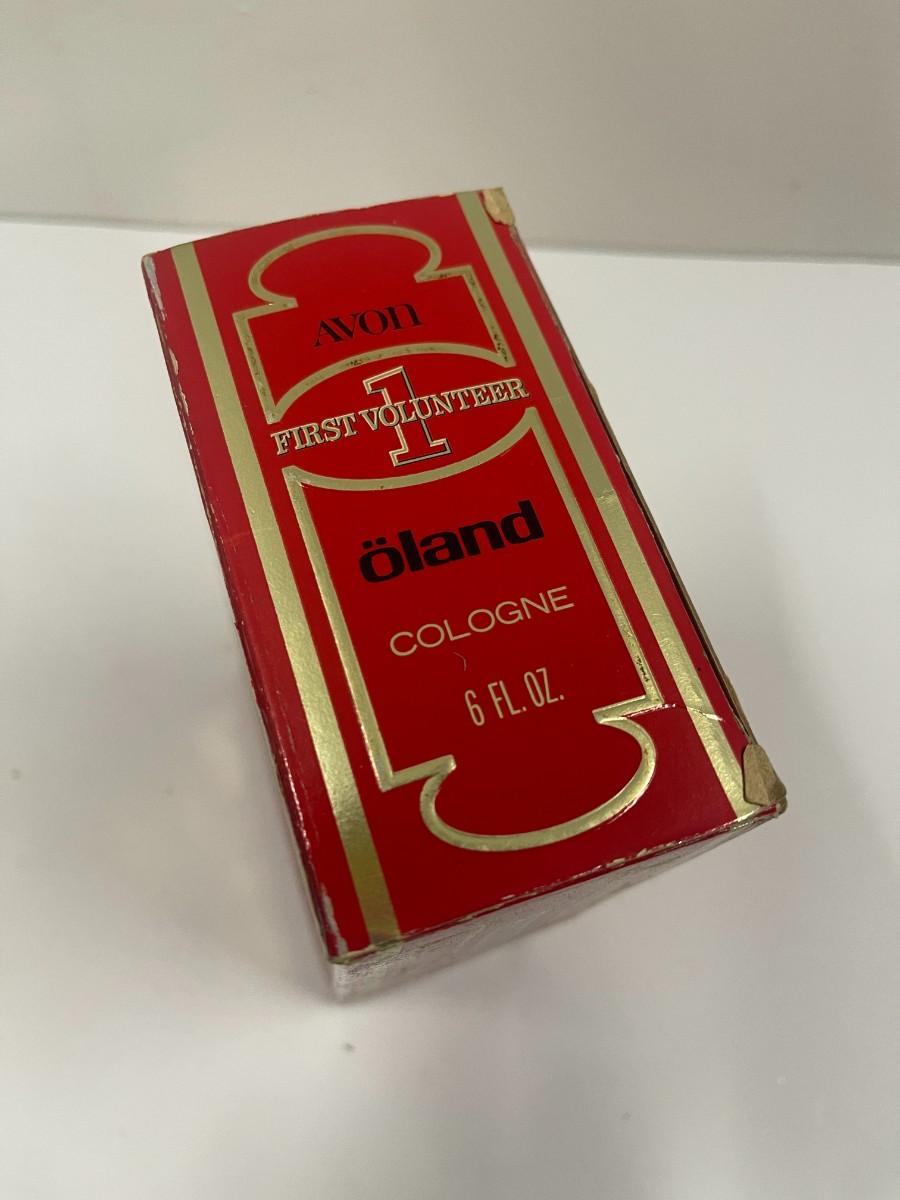 AVON
1
FIRST VOLUNTEER
öland
COLOGNE
6 FL. OZ.